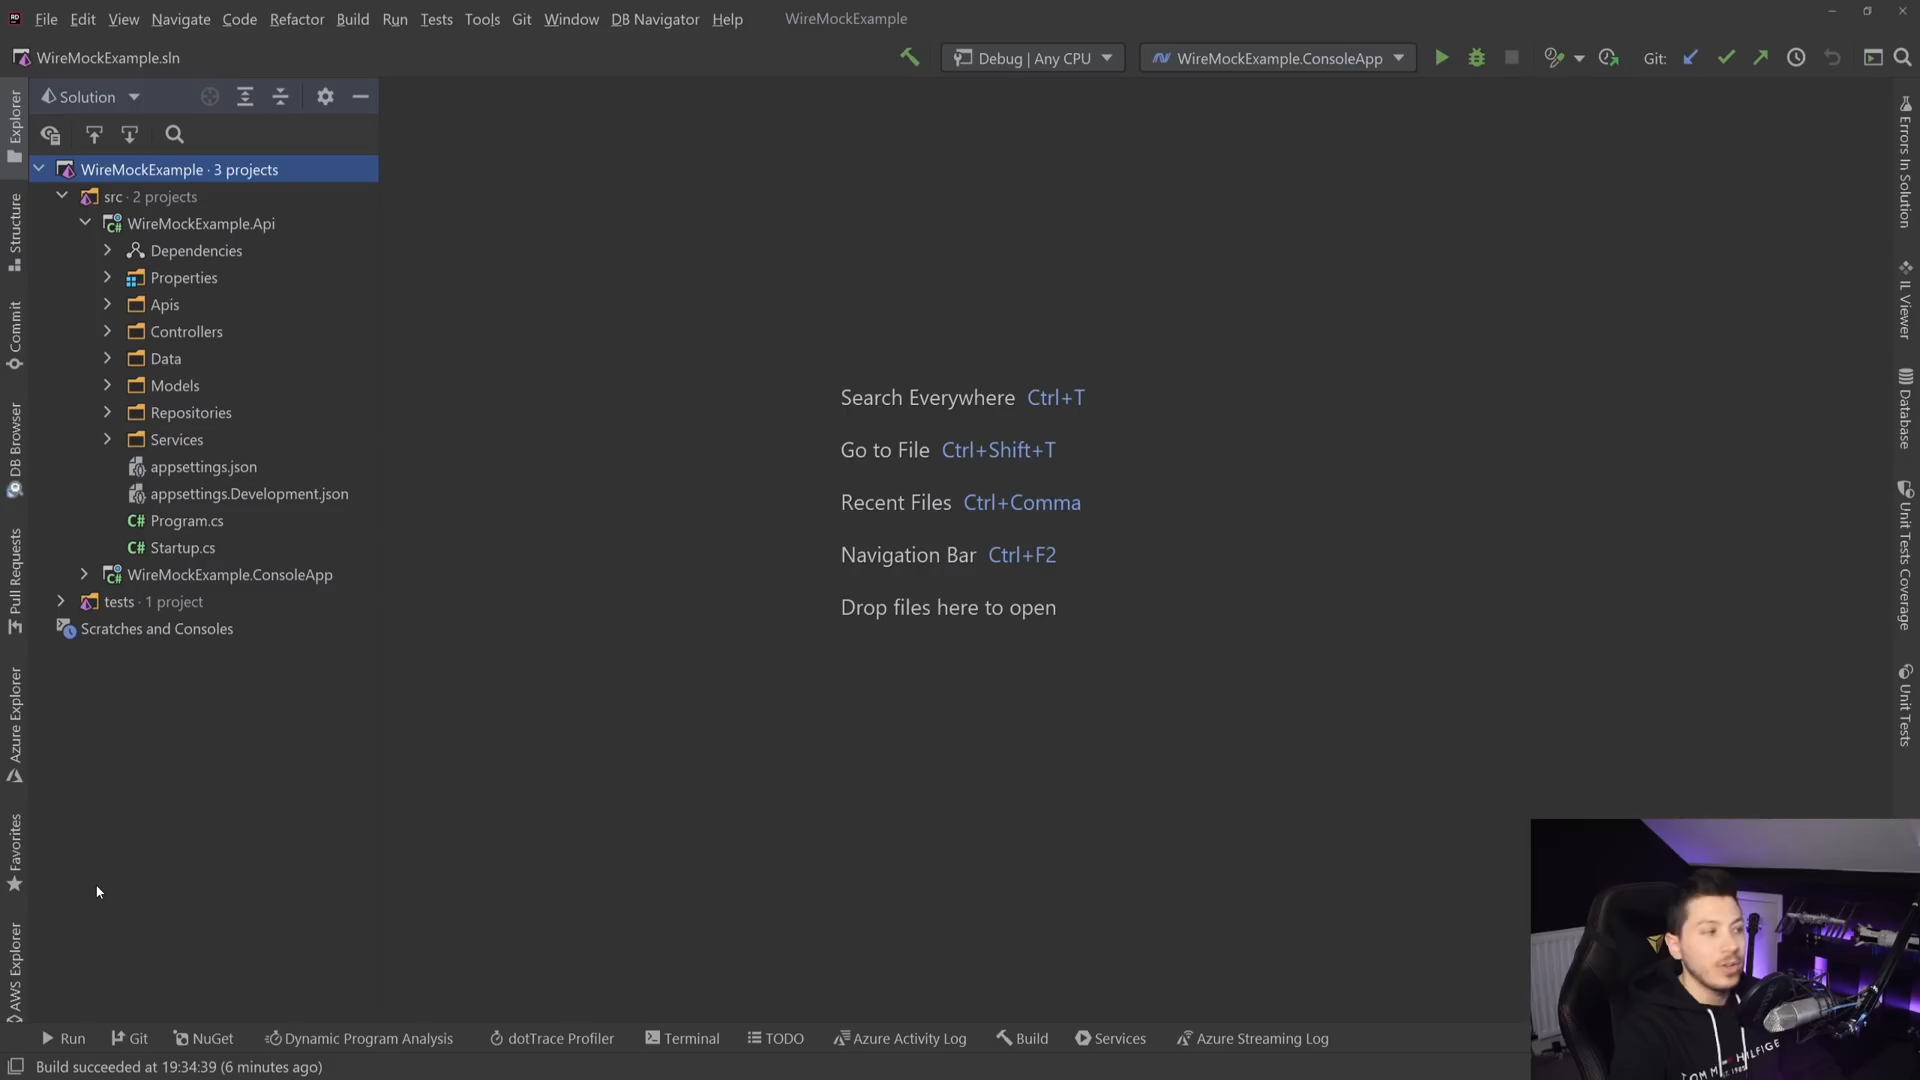 File Edit View Navigate Code Refactor Build Run Tests Tools Git Window DB Navigator Help WireMockExample
WireMockExample.sln
Debug | Any CPU
WireMockExample.ConsoleApp
Git:
Solution
WireMockExample · 3 projects
src · 2 projects
WireMockExample.Api
Dependencies
Properties
Apis
Controllers
Data
Models
Repositories
Services
appsettings.json
appsettings.Development.json
C# Program.cs
C# Startup.cs
WireMockExample.ConsoleApp
tests · 1 project
Scratches and Consoles
Explorer
Structure
Commit
DB Browser
Pull Requests
Azure Explorer
Favorites
AWS Explorer
Search Everywhere Ctrl+T
Go to File Ctrl+Shift+T
Recent Files Ctrl+Comma
Navigation Bar Ctrl+F2
Drop files here to open
Errors In Solution
IL Viewer
Database
Unit Tests Coverage
Unit Tests
HILFIGER
Run Git NuGet Dynamic Program Analysis dotTrace Profiler Terminal TODO Azure Activity Log Build Services Azure Streaming Log
Build succeeded at 19:34:39 (6 minutes ago)